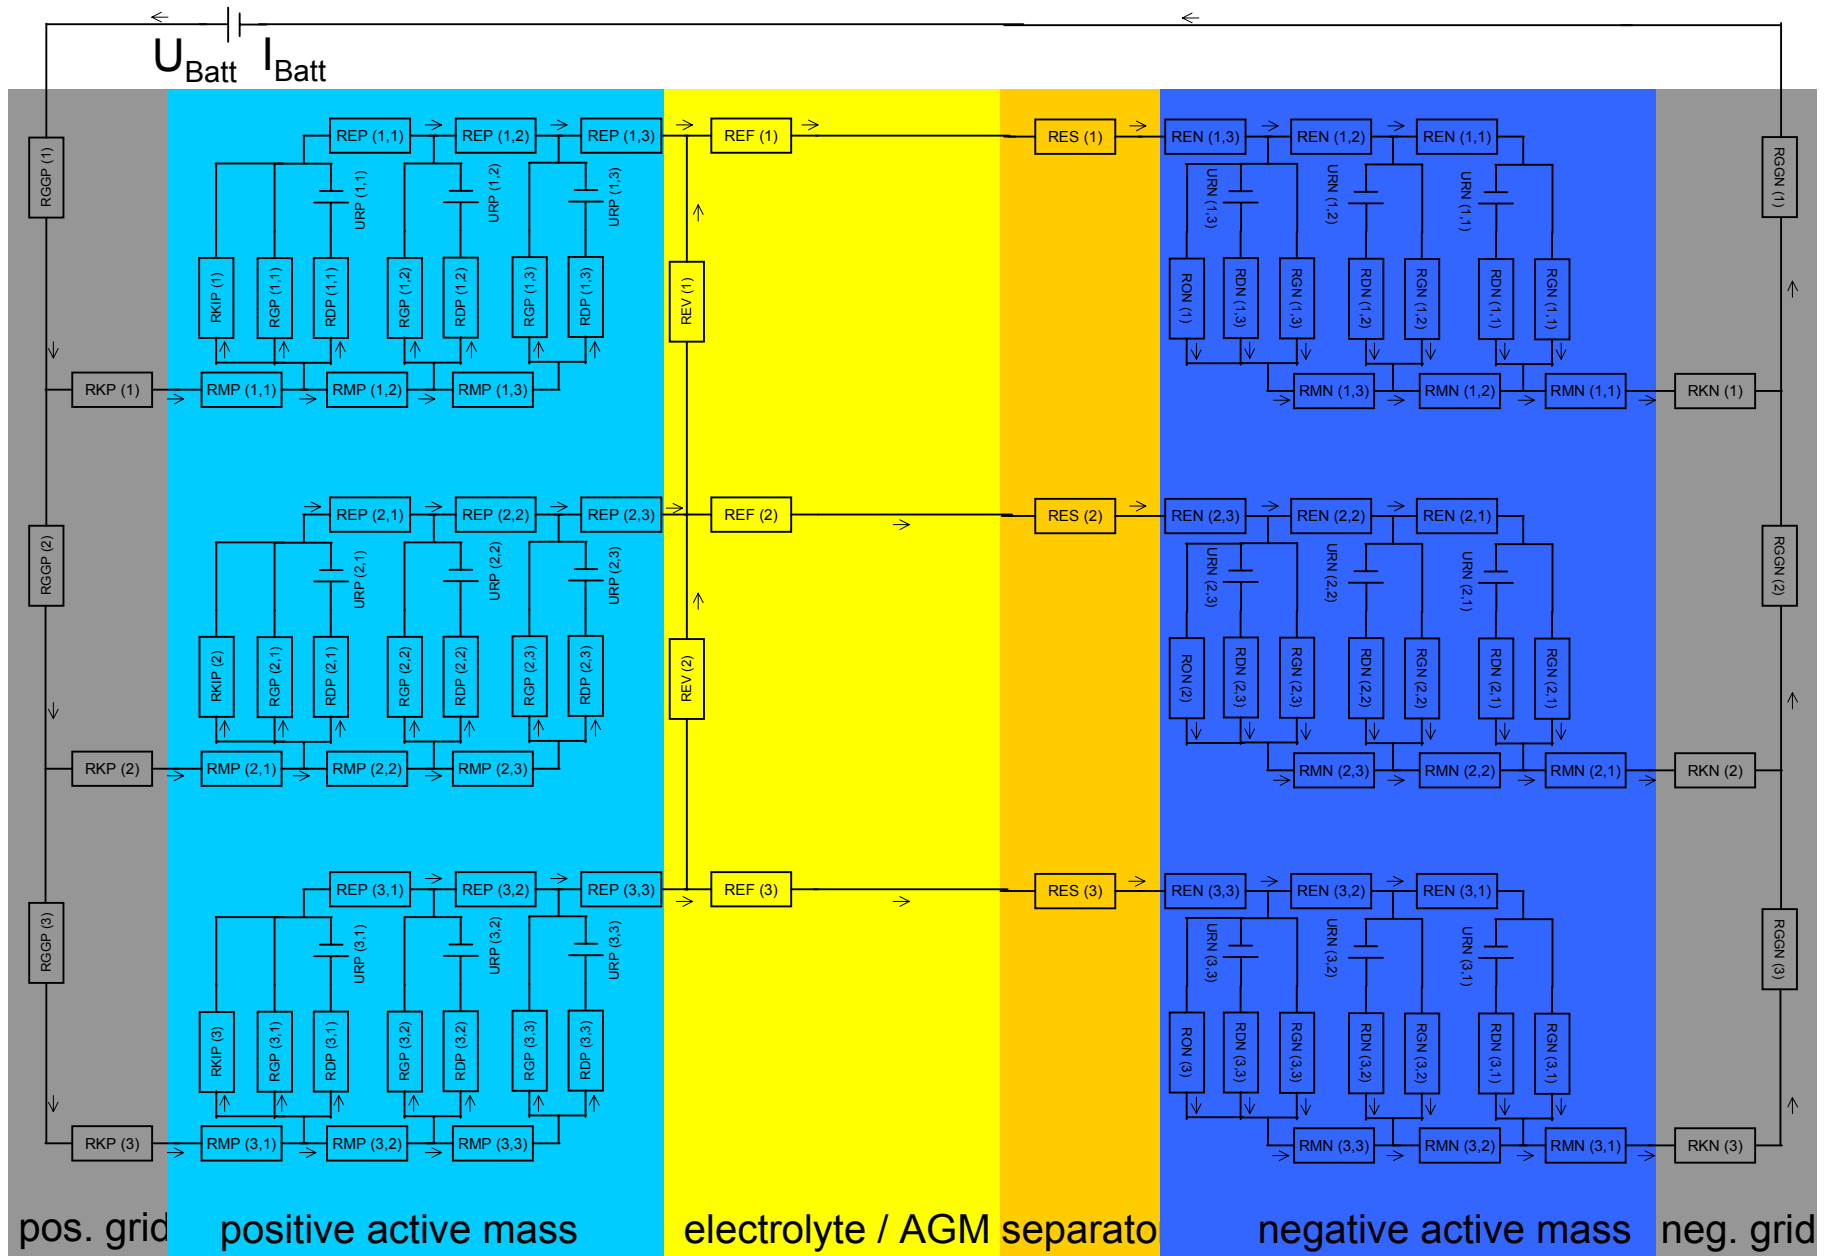 U_Batt I_Batt
RGGP (1)
REP (1,1) REP (1,2) REP (1,3) REF (1) RES (1) REN (1,3) REN (1,2) REN (1,1)
RGGN (1)
URP (1,1) URP (1,2) URP (1,3) URN (1,3) URN (1,2) URN (1,1)
RKIP (1) RGP (1,1) RDP (1,1) RGP (1,2) RDP (1,2) RGP (1,3) RDP (1,3) REV (1) RON (1) RDN (1,3) RGN (1,3) RDN (1,2) RGN (1,2) RDN (1,1) RGN (1,1)
RKP (1) RMP (1,1) RMP (1,2) RMP (1,3) RMN (1,3) RMN (1,2) RMN (1,1) RKN (1)
RGGP (2)
REP (2,1) REP (2,2) REP (2,3) REF (2) RES (2) REN (2,3) REN (2,2) REN (2,1)
RGGN (2)
URP (2,1) URP (2,2) URP (2,3) URN (2,3) URN (2,2) URN (2,1)
RKIP (2) RGP (2,1) RDP (2,1) RGP (2,2) RDP (2,2) RGP (2,3) RDP (2,3) REV (2) RON (2) RDN (2,3) RGN (2,3) RDN (2,2) RGN (2,2) RDN (2,1) RGN (2,1)
RKP (2) RMP (2,1) RMP (2,2) RMP (2,3) RMN (2,3) RMN (2,2) RMN (2,1) RKN (2)
RGGP (3)
REP (3,1) REP (3,2) REP (3,3) REF (3) RES (3) REN (3,3) REN (3,2) REN (3,1)
RGGN (3)
URP (3,1) URP (3,2) URP (3,3) URN (3,3) URN (3,2) URN (3,1)
RKIP (3) RGP (3,1) RDP (3,1) RGP (3,2) RDP (3,2) RGP (3,3) RDP (3,3) RON (3) RDN (3,3) RGN (3,3) RDN (3,2) RGN (3,2) RDN (3,1) RGN (3,1)
RKP (3) RMP (3,1) RMP (3,2) RMP (3,3) RMN (3,3) RMN (3,2) RMN (3,1) RKN (3)
pos. grid positive active mass electrolyte / AGM separato negative active mass neg. grid